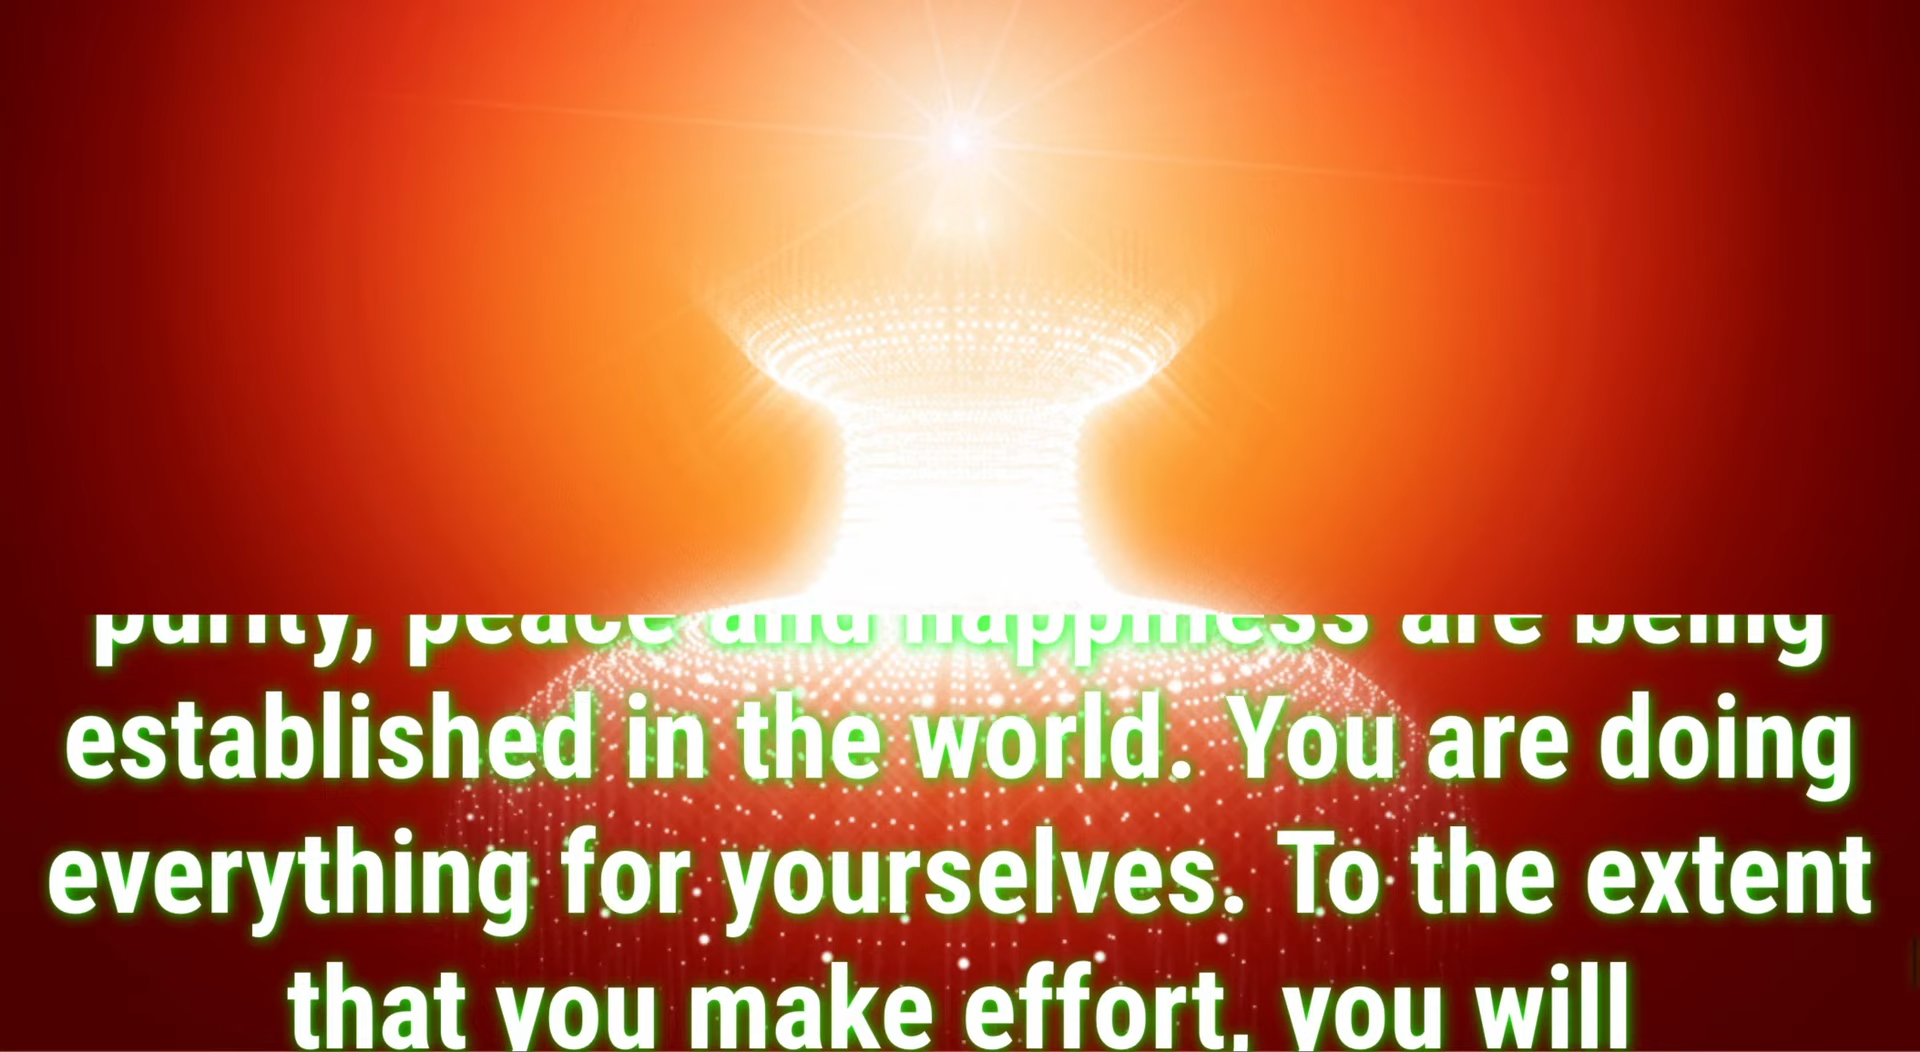 purity, peace and happiness are being
established in the world. You are doing
everything for yourselves. To the extent
that you make effort, you will